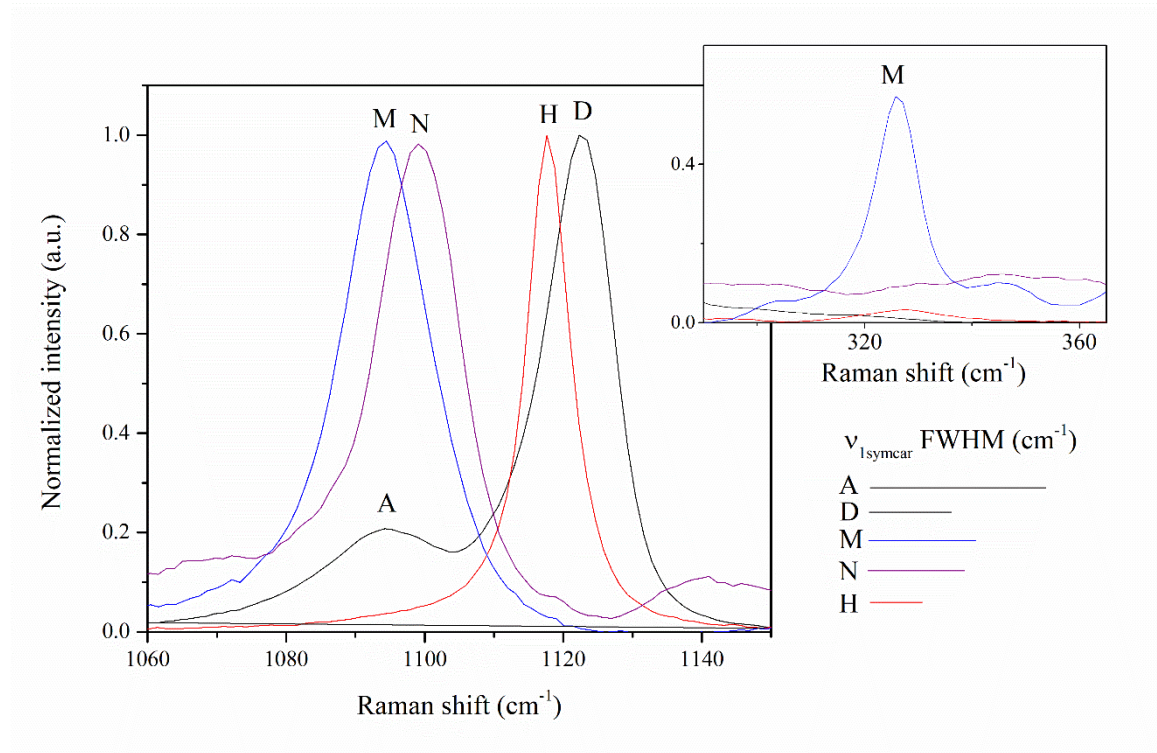 M
N
H
D
A
1.0
0.8
0.6
0.4
0.2
0.0
Normalized intensity (a.u.)
1060
1080
1100
1120
1140
Raman shift (cm⁻¹)
M
0.4
0.0
320
360
Raman shift (cm⁻¹)
ν₁symcar FWHM (cm⁻¹)
A
D
M
N
H